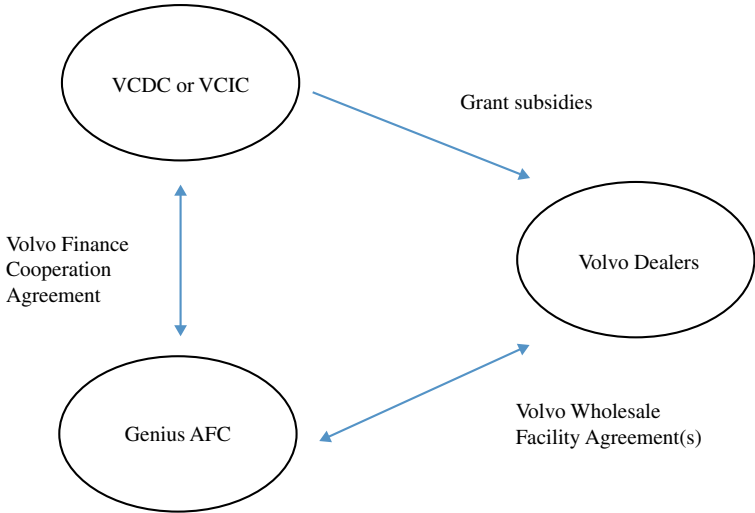 VCDC or VCIC
Grant subsidies
Volvo Finance
Cooperation
Agreement
Volvo Dealers
Genius AFC
Volvo Wholesale
Facility Agreement(s)